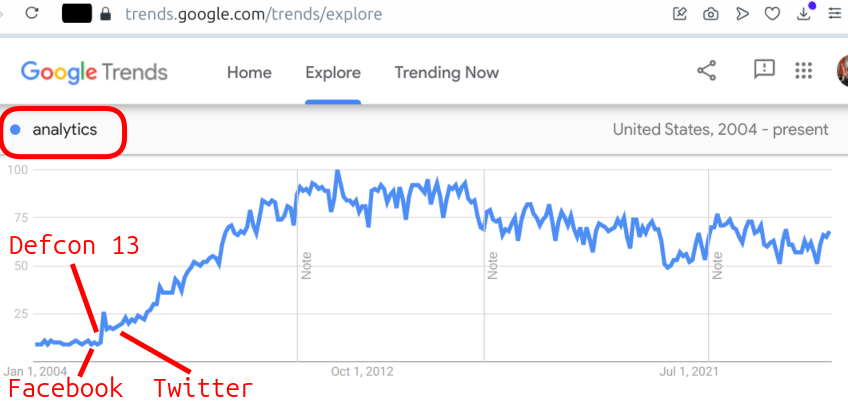 trends.google.com/trends/explore
Google Trends Home Explore Trending Now
analytics United States, 2004 - present
100
75
Defcon 13
50
Note Note Note
25
Jan 1, 2004 Oct 1, 2012 Jul 1, 2021
Facebook Twitter